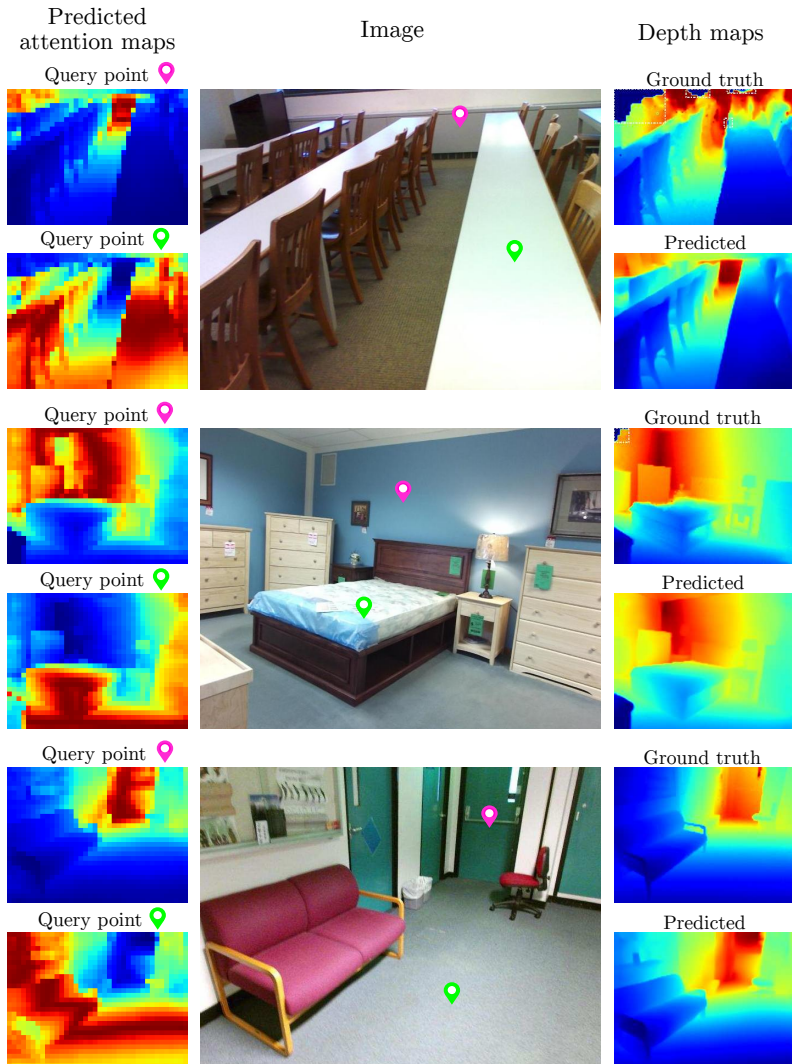 Predicted
attention maps
Image
Depth maps
Query point
Ground truth
Query point
Predicted
Query point
Ground truth
Query point
Predicted
Query point
Ground truth
Query point
Predicted